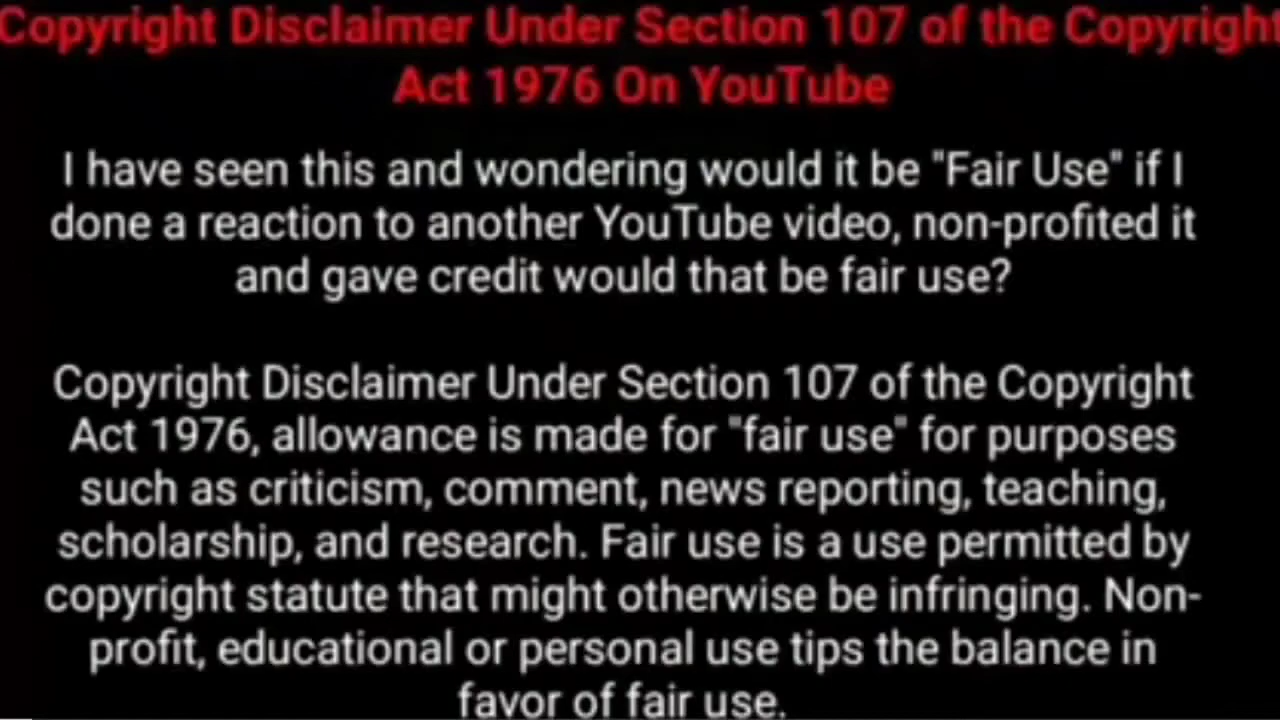 Copyright Disclaimer Under Section 107 of the Copyright
Act 1976 On YouTube
I have seen this and wondering would it be "Fair Use" if I
done a reaction to another YouTube video, non-profited it
and gave credit would that be fair use?
Copyright Disclaimer Under Section 107 of the Copyright
Act 1976, allowance is made for "fair use" for purposes
such as criticism, comment, news reporting, teaching,
scholarship, and research. Fair use is a use permitted by
copyright statute that might otherwise be infringing. Non-
profit, educational or personal use tips the balance in
favor of fair use.